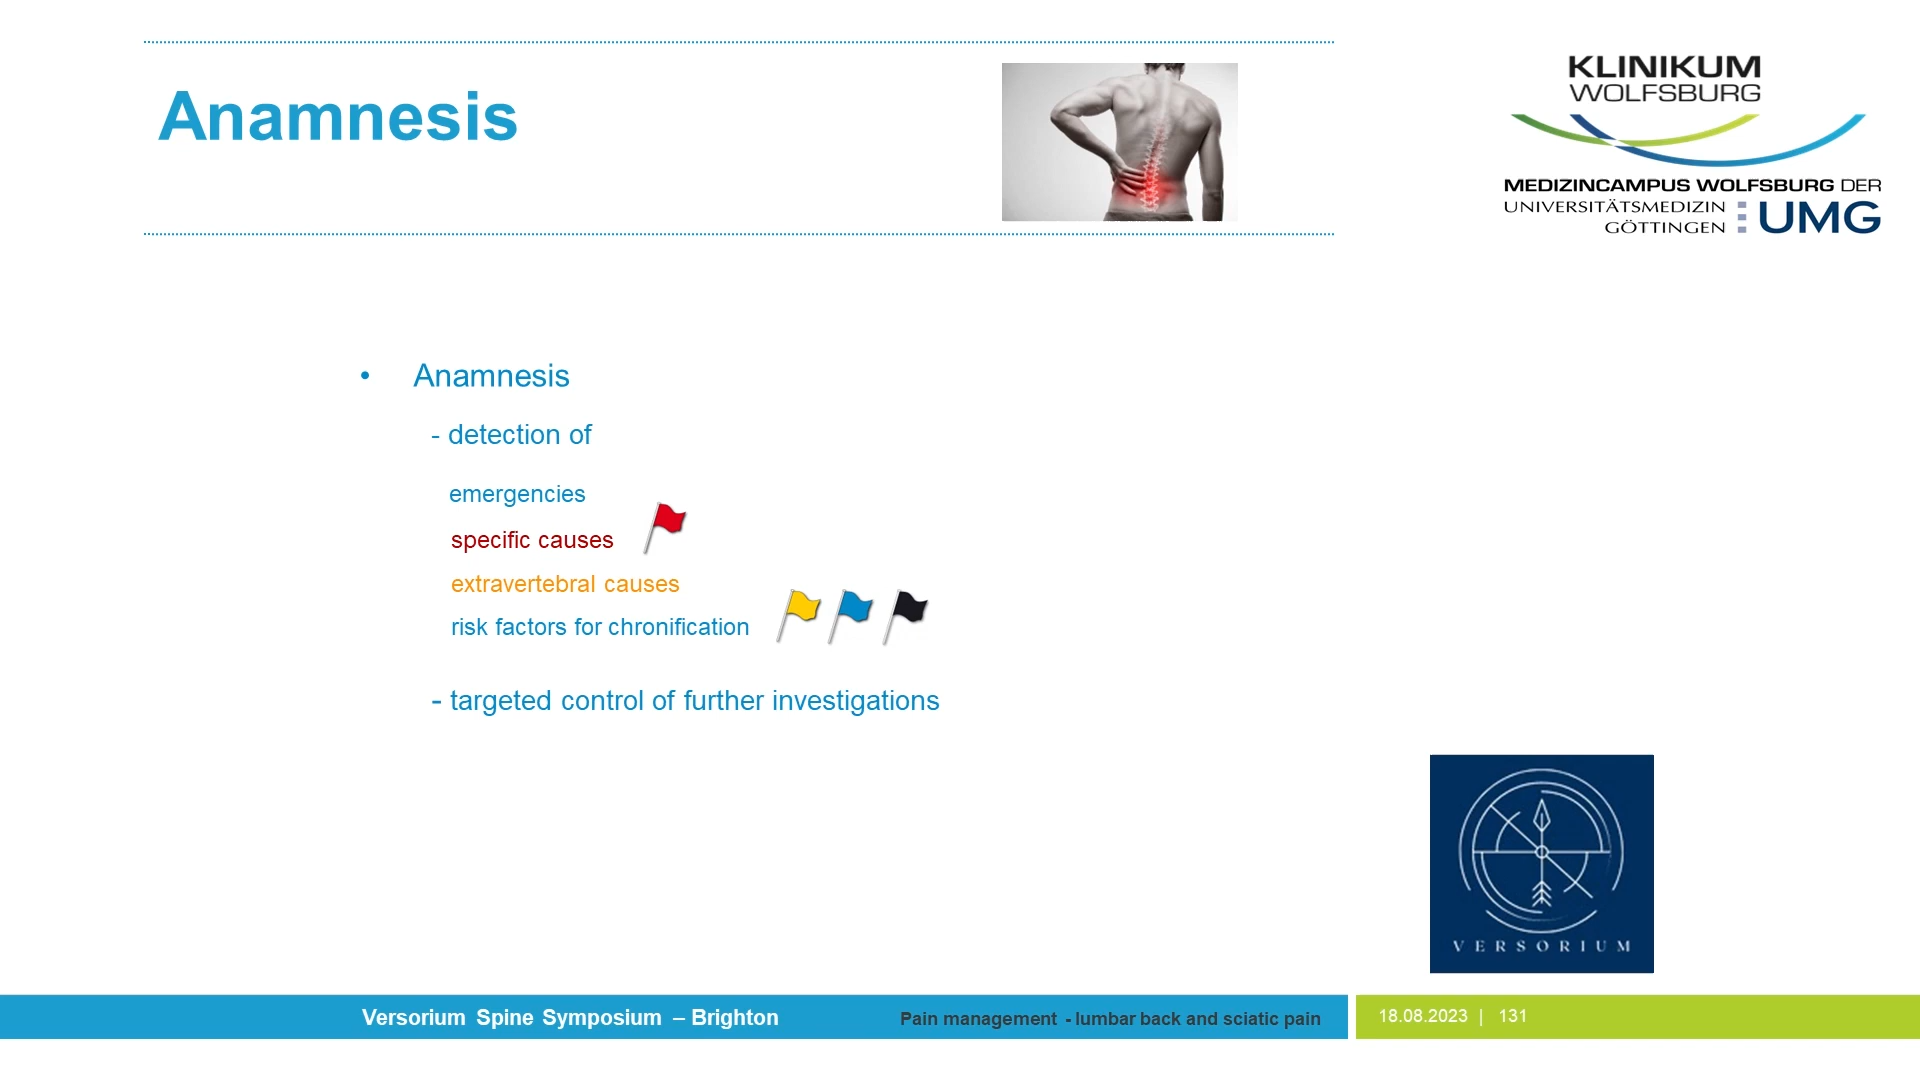 Anamnesis
KLINIKUM
WOLFSBURG
MEDIZINCAMPUS WOLFSBURG DER
UNIVERSITÄTSMEDIZIN
GÖTTINGEN
UMG
• Anamnesis
- detection of
emergencies
specific causes
extravertebral causes
risk factors for chronification
- targeted control of further investigations
VERSORIUM
Versorium Spine Symposium – Brighton
Pain management - lumbar back and sciatic pain
18.08.2023 | 131